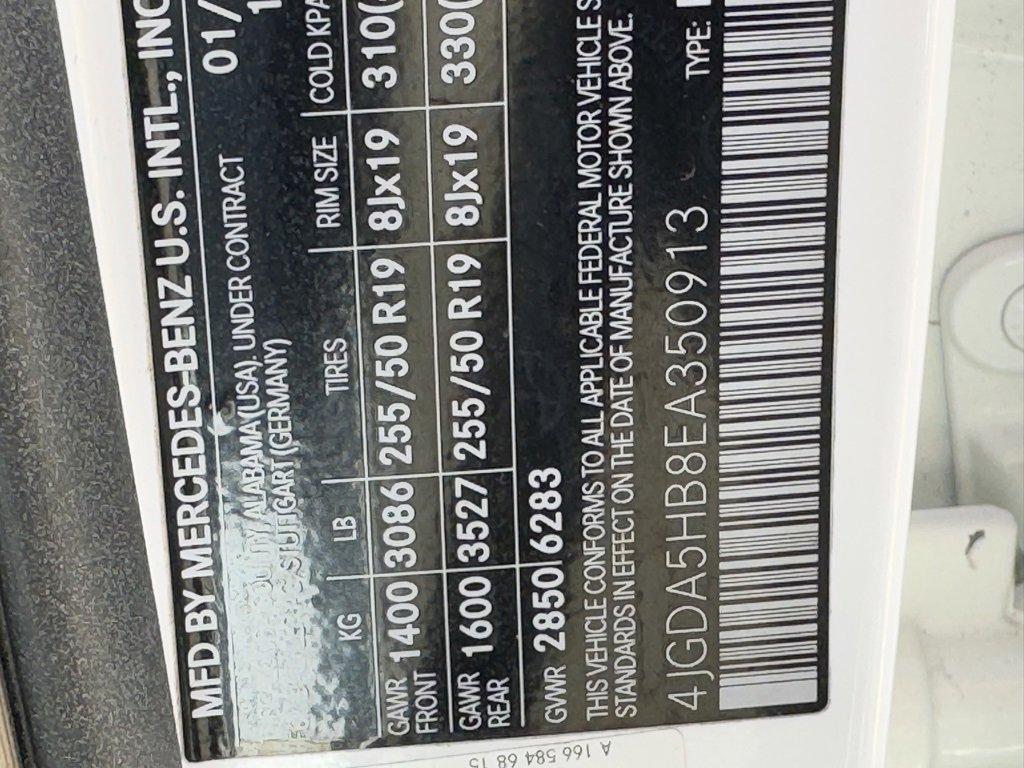 MFD BY MERCEDES-BENZ U.S. INTL., INC
01/
ALABAMA (USA), UNDER CONTRACT
STUTTGART (GERMANY)
KG LB TIRES RIM SIZE COLD KPA
GAWR FRONT 1400 3086 255/50 R19 8Jx19 310(
GAWR REAR 1600 3527 255/50 R19 8Jx19 330(
GVWR 2850 6283
THIS VEHICLE CONFORMS TO ALL APPLICABLE FEDERAL MOTOR VEHICLE S
STANDARDS IN EFFECT ON THE DATE OF MANUFACTURE SHOWN ABOVE.
4JGDA5HB8EA350913 TYPE:
A 166 584 68 15